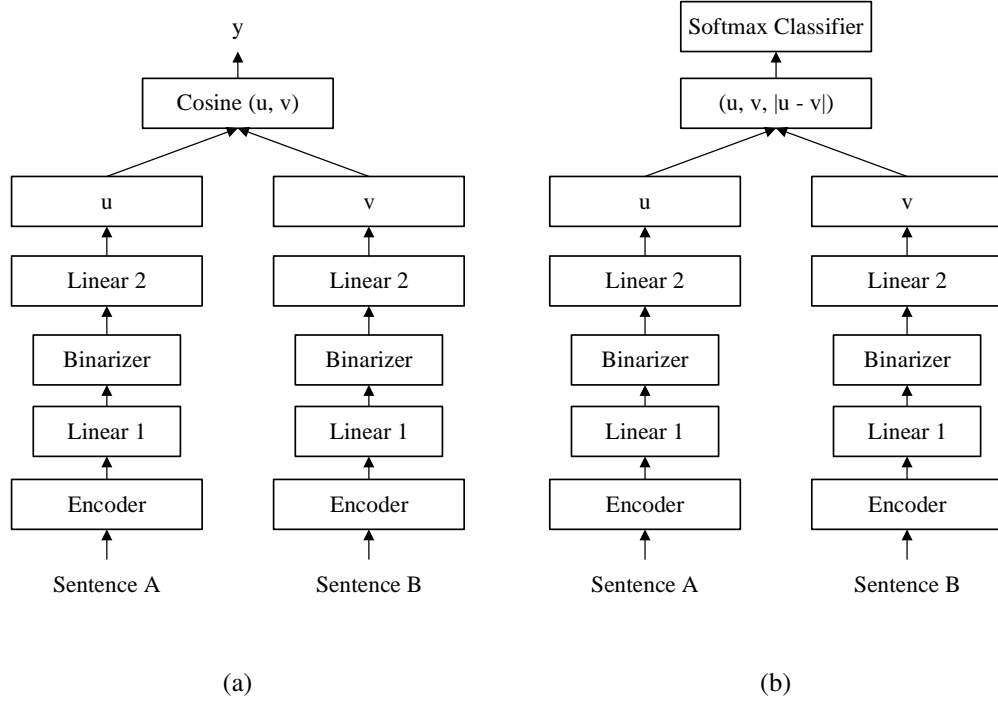 y
Cosine (u, v)
u
v
Linear 2
Linear 2
Binarizer
Binarizer
Linear 1
Linear 1
Encoder
Encoder
Sentence A
Sentence B
(a)
Softmax Classifier
(u, v, |u - v|)
u
v
Linear 2
Linear 2
Binarizer
Binarizer
Linear 1
Linear 1
Encoder
Encoder
Sentence A
Sentence B
(b)